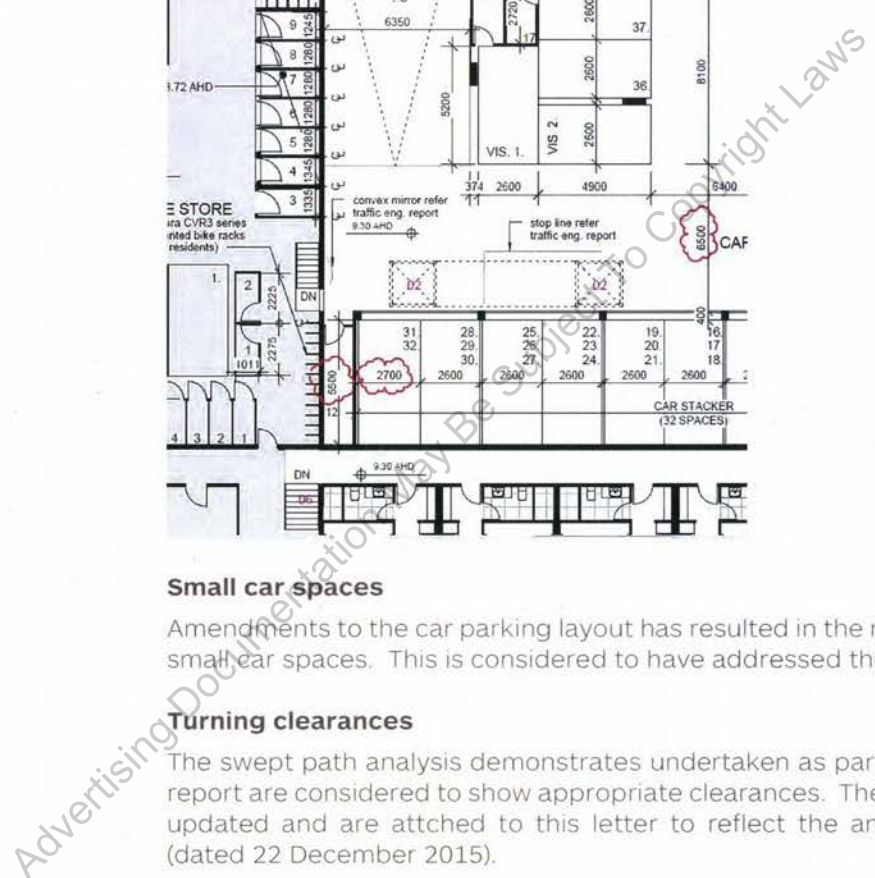 9 1245
6350
2720
17
2600
37.
8 1280
3.72 AHD
7 1280
5200
2600
36.
8100
6 1280
5 1280
VIS. 1.
VIS 2.
2600
4 1345
374 2600 4900 6400
3 1335
E STORE
ura CVR3 series
nted bike racks
residents)
convex mirror refer
traffic eng. report
9.30 AHD
stop line refer
traffic eng. report
6500
CAF
1.
2
2225
DN
D2
D2
400
1
2275
1011
31. 28. 25. 22. 19. 16.
32 29. 26. 23. 20. 17
30. 27. 24. 21. 18.
5500
2700 2600 2600 2600 2600 2600 2
12
CAR STACKER
(32 SPACES)
4 3 2 1
DN
9.30 AHD
D6
Small car spaces
Amendments to the car parking layout has resulted in the r
small car spaces. This is considered to have addressed the
Turning clearances
The swept path analysis demonstrates undertaken as par
report are considered to show appropriate clearances. The
updated and are attched to this letter to reflect the an
(dated 22 December 2015).
Advertising Documentation May Be Subject To Copyright Laws